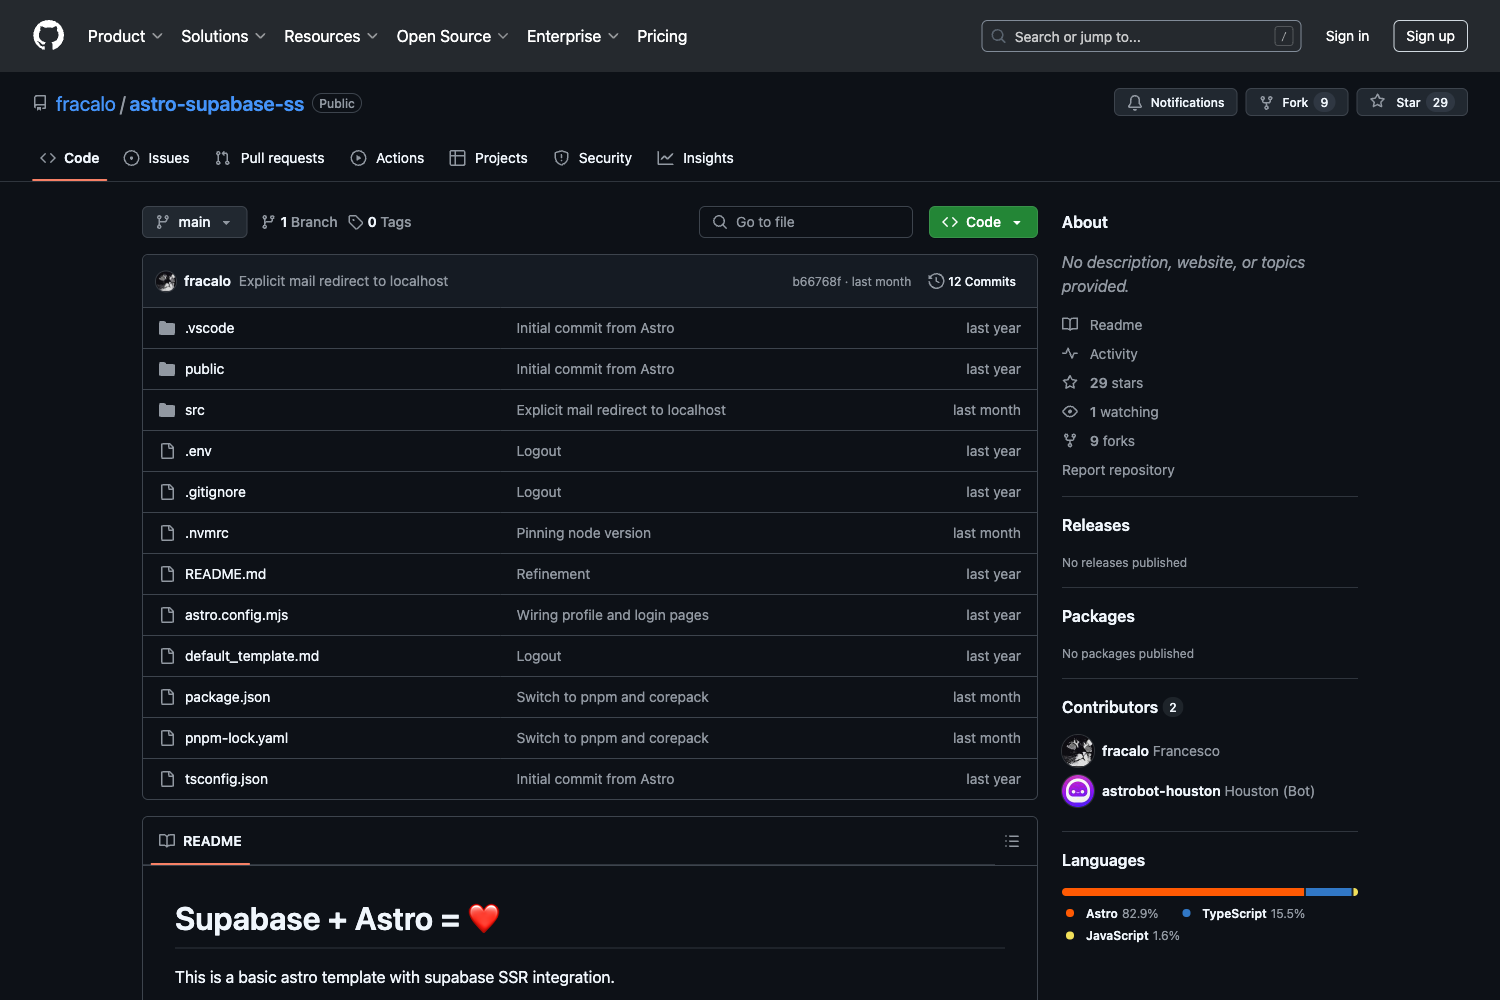 Product Solutions Resources Open Source Enterprise Pricing Search or jump to... / Sign in Sign up
fracalo / astro-supabase-ss Public Notifications Fork 9 Star 29
Code Issues Pull requests Actions Projects Security Insights
main 1 Branch 0 Tags Go to file Code
fracalo Explicit mail redirect to localhost b66768f · last month 12 Commits
.vscode Initial commit from Astro last year
public Initial commit from Astro last year
src Explicit mail redirect to localhost last month
.env Logout last year
.gitignore Logout last year
.nvmrc Pinning node version last month
README.md Refinement last year
astro.config.mjs Wiring profile and login pages last year
default_template.md Logout last year
package.json Switch to pnpm and corepack last month
pnpm-lock.yaml Switch to pnpm and corepack last month
tsconfig.json Initial commit from Astro last year
README
Supabase + Astro = ❤️
This is a basic astro template with supabase SSR integration.
About
No description, website, or topics
provided.
Readme
Activity
29 stars
1 watching
9 forks
Report repository
Releases
No releases published
Packages
No packages published
Contributors 2
fracalo Francesco
astrobot-houston Houston (Bot)
Languages
Astro 82.9% TypeScript 15.5%
JavaScript 1.6%